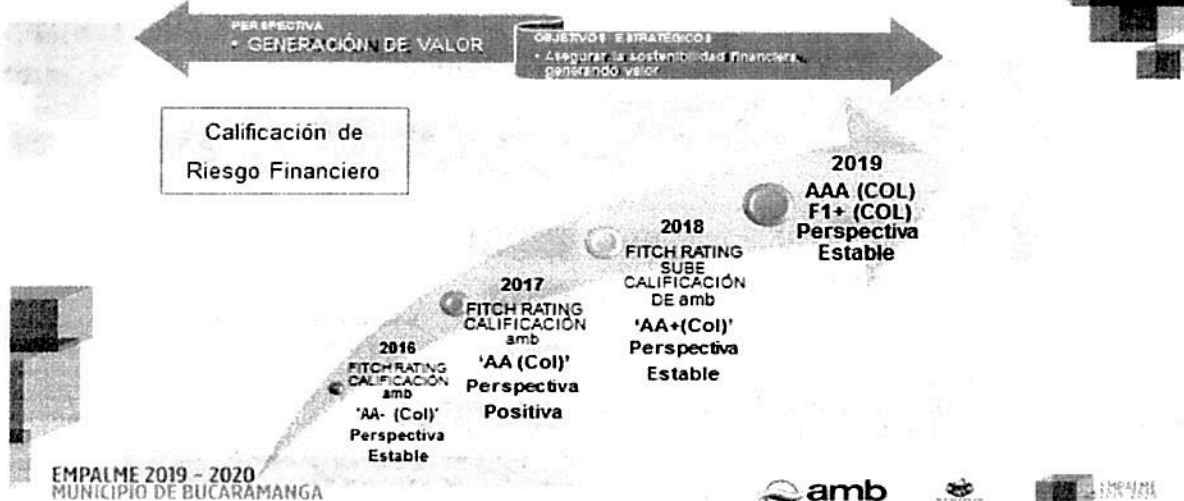 PERSPECTIVA
• GENERACIÓN DE VALOR
OBJETIVOS ESTRATÉGICOS
• Asegurar la sostenibilidad financiera,
generando valor
Calificación de
Riesgo Financiero
2019
AAA (COL)
F1+ (COL)
Perspectiva
Estable
2018
FITCH RATING
SUBE
CALIFICACIÓN
DE amb
‘AA+(Col)’
Perspectiva
Estable
2017
FITCH RATING
CALIFICACIÓN
amb
‘AA (Col)’
Perspectiva
Positiva
2016
FITCH RATING
CALIFICACIÓN
amb
‘AA- (Col)’
Perspectiva
Estable
EMPALME 2019 – 2020
MUNICIPIO DE BUCARAMANGA
amb
EMPALME